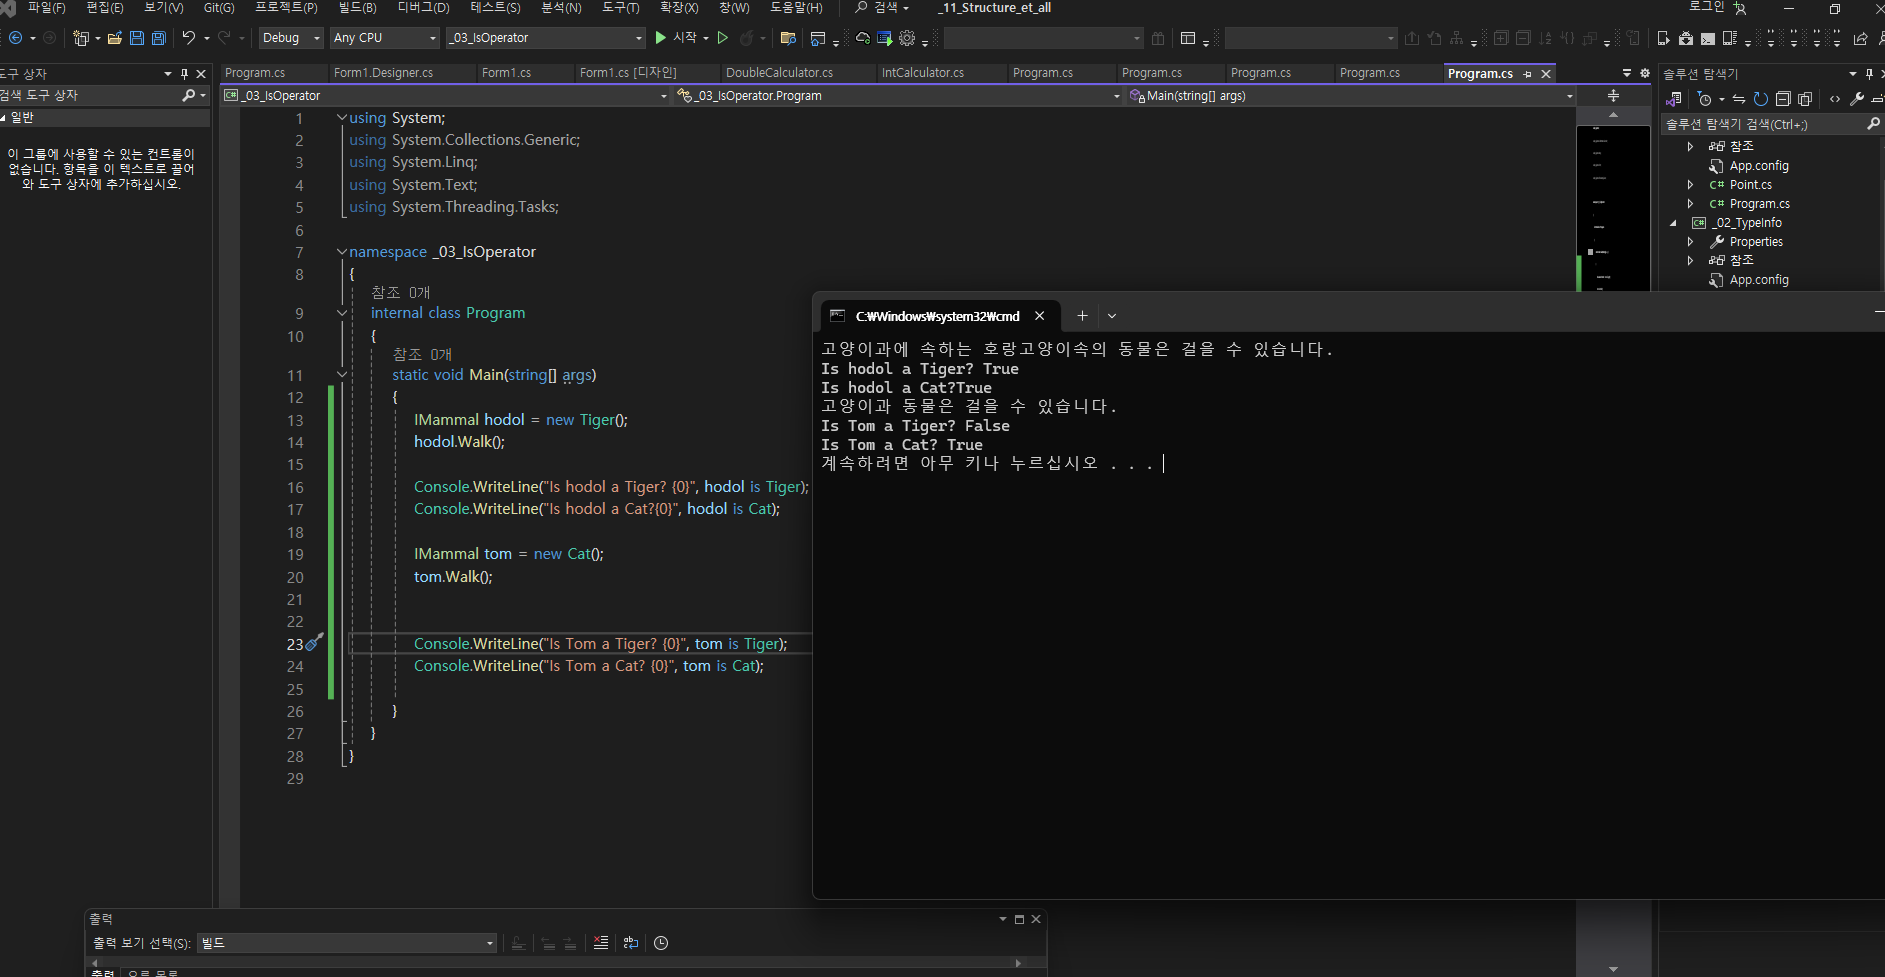 파일(F) 편집(E) 보기(V) Git(G) 프로젝트(P) 빌드(B) 디버그(D) 테스트(S) 분석(N) 도구(T) 확장(X) 창(W) 도움말(H) 검색 _11_Structure_et_all 로그인
Debug Any CPU _03_IsOperator 시작
도구 상자
검색 도구 상자
일반
이 그룹에 사용할 수 있는 컨트롤이
없습니다. 항목을 이 텍스트로 끌어
와 도구 상자에 추가하십시오.
Program.cs Form1.Designer.cs Form1.cs Form1.cs [디자인] DoubleCalculator.cs IntCalculator.cs Program.cs Program.cs Program.cs Program.cs Program.cs
_03_IsOperator _03_IsOperator.Program Main(string[] args)
1 using System;
2 using System.Collections.Generic;
3 using System.Linq;
4 using System.Text;
5 using System.Threading.Tasks;
6
7 namespace _03_IsOperator
8 {
참조 0개
9 internal class Program
10 {
참조 0개
11 static void Main(string[] args)
12 {
13 IMammal hodol = new Tiger();
14 hodol.Walk();
15
16 Console.WriteLine("Is hodol a Tiger? {0}", hodol is Tiger);
17 Console.WriteLine("Is hodol a Cat?{0}", hodol is Cat);
18
19 IMammal tom = new Cat();
20 tom.Walk();
21
22
23 Console.WriteLine("Is Tom a Tiger? {0}", tom is Tiger);
24 Console.WriteLine("Is Tom a Cat? {0}", tom is Cat);
25
26 }
27 }
28 }
29
솔루션 탐색기
솔루션 탐색기 검색(Ctrl+;)
참조
App.config
C# Point.cs
C# Program.cs
C# _02_TypeInfo
Properties
참조
App.config
C:₩Windows₩system32₩cmd
고양이과에 속하는 호랑고양이속의 동물은 걸을 수 있습니다.
Is hodol a Tiger? True
Is hodol a Cat?True
고양이과 동물은 걸을 수 있습니다.
Is Tom a Tiger? False
Is Tom a Cat? True
계속하려면 아무 키나 누르십시오 . . .
출력
출력 보기 선택(S): 빌드
출력 오류 목록